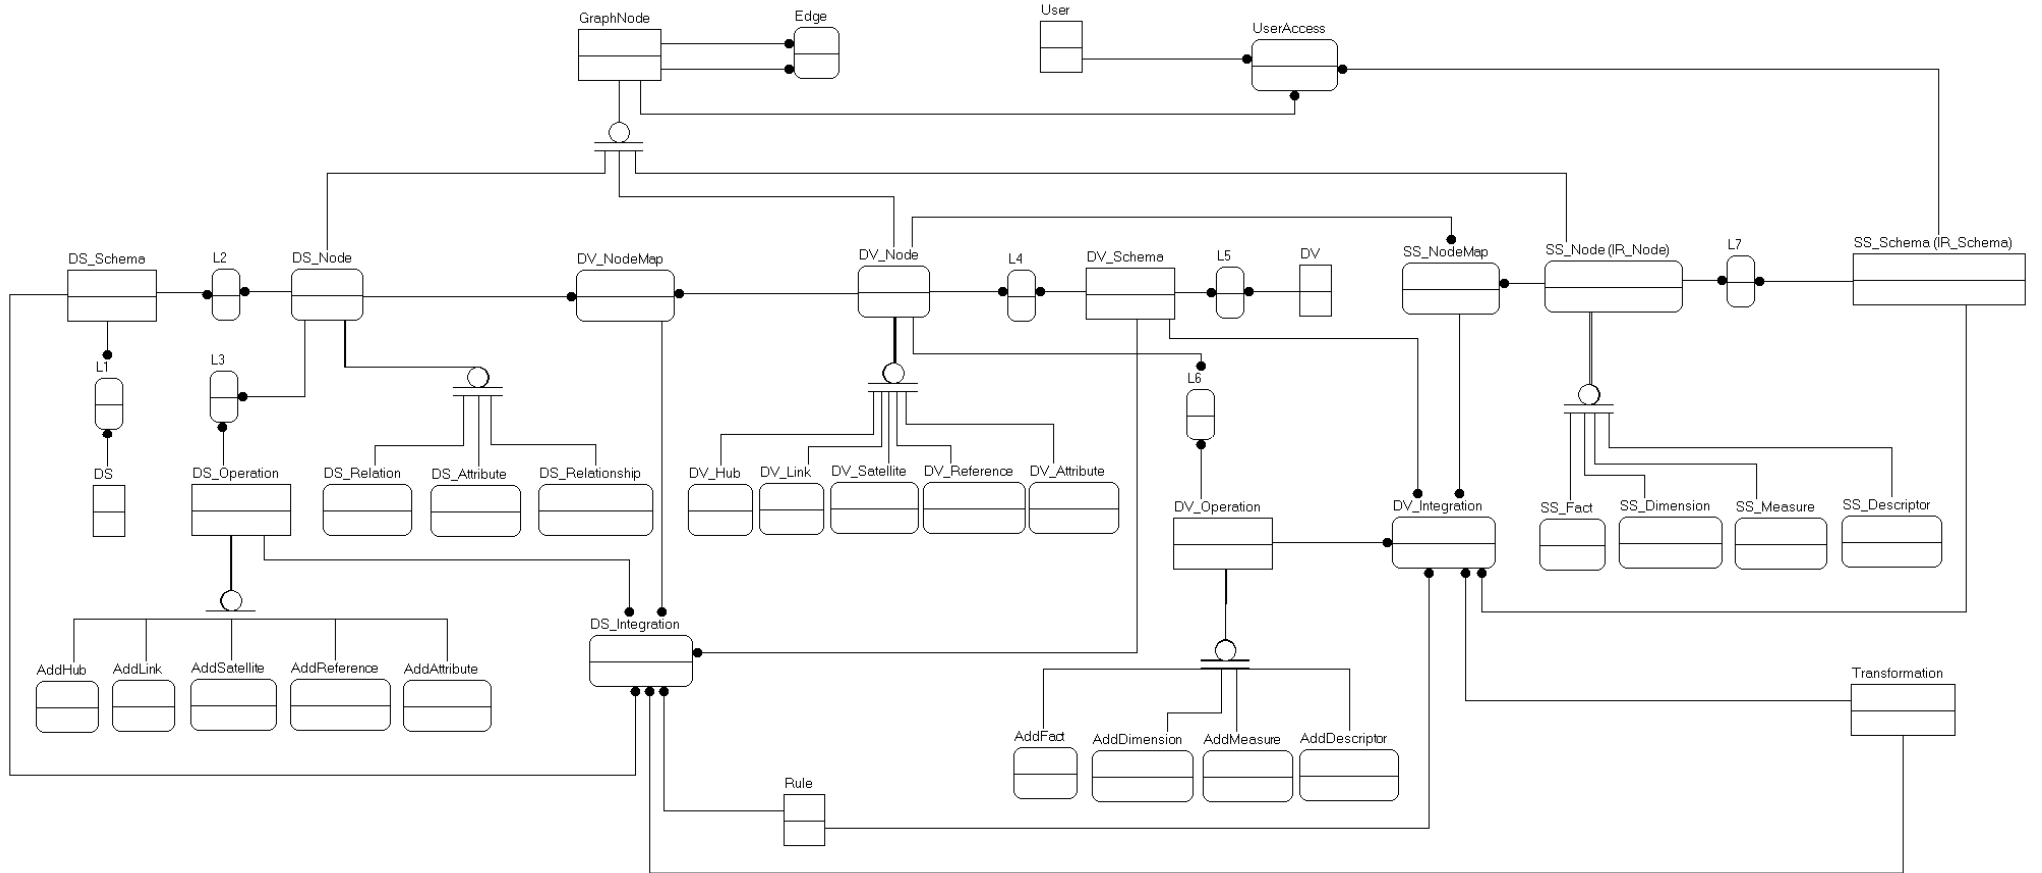 User
Edge
GraphNode
UserAccess
SS_Schema (IR_Schema)
L7
SS_Node (IR_Node)
SS_NodeMap
DV
L5
DV_Schema
L4
DV_Node
DV_NodeMap
DS_Node
L2
DS_Schema
L3
L1
L6
DS
DS_Operation
DS_Relation
DS_Attribute
DS_Relationship
DV_Hub
DV_Link
DV_Satellite
DV_Reference
DV_Attribute
DV_Operation
DV_Integration
SS_Fact
SS_Dimension
SS_Measure
SS_Descriptor
DS_Integration
AddHub
AddLink
AddSatellite
AddReference
AddAttribute
Transformation
AddFact
AddDimension
AddMeasure
AddDescriptor
Rule